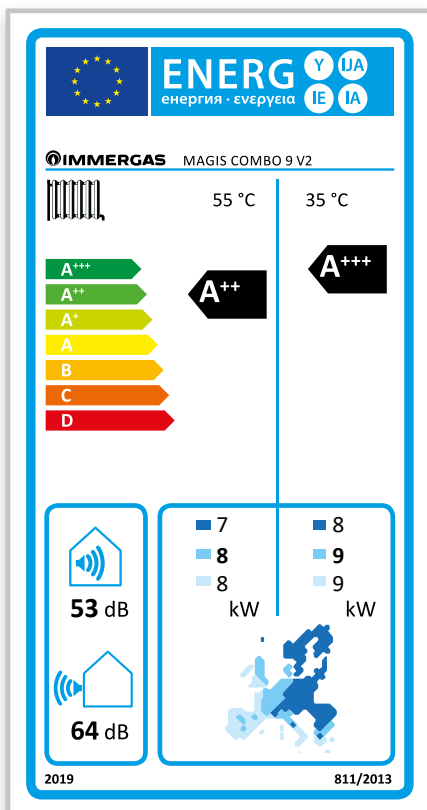 ENERG Y IJA
енергия · ενεργεια IE IA
IMMERGAS MAGIS COMBO 9 V2
55 °C 35 °C
A+++
A++
A+
A
B
C
D
A++
A+++
53 dB
64 dB
7
8
8
kW
8
9
9
kW
2019 811/2013